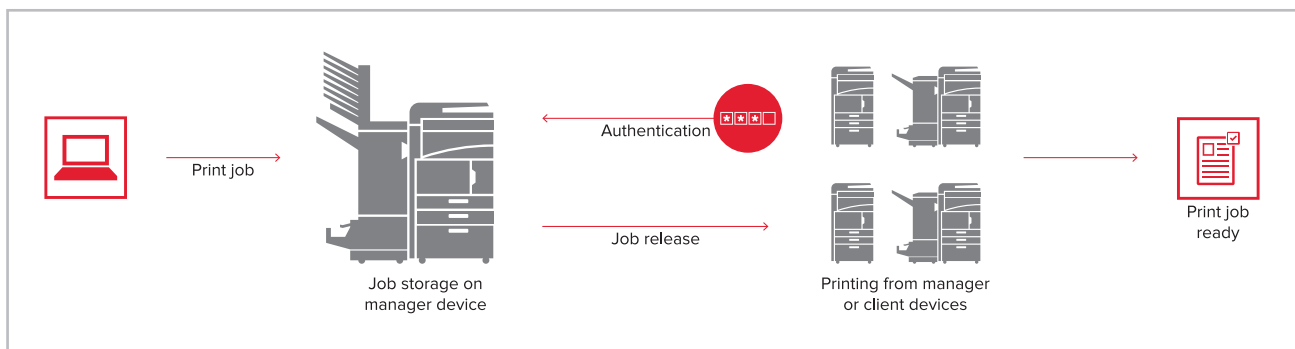 Print job
Authentication
Job release
Job storage on
manager device
Printing from manager
or client devices
Print job
ready